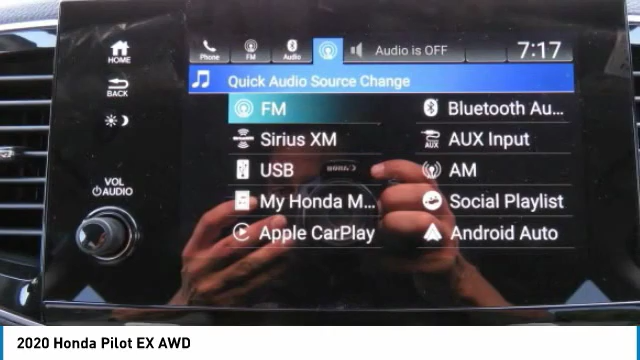 HOME
Phone
FM
Audio
Audio is OFF
7:17
BACK
Quick Audio Source Change
FM
Bluetooth Au...
Sirius XM
AUX
AUX Input
USB
AM
VOL
AUDIO
My Honda M...
Social Playlist
Apple CarPlay
Android Auto
Canon
2020 Honda Pilot EX AWD